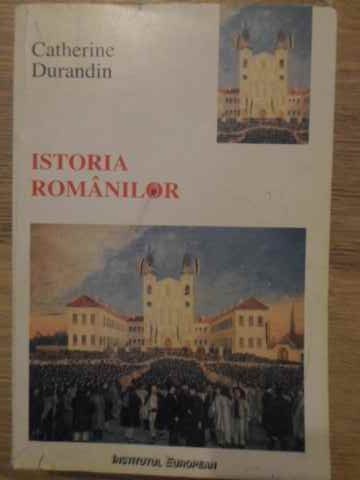 Catherine
Durandin
ISTORIA
ROMÂNILOR
INSTITUTUL EUROPEAN